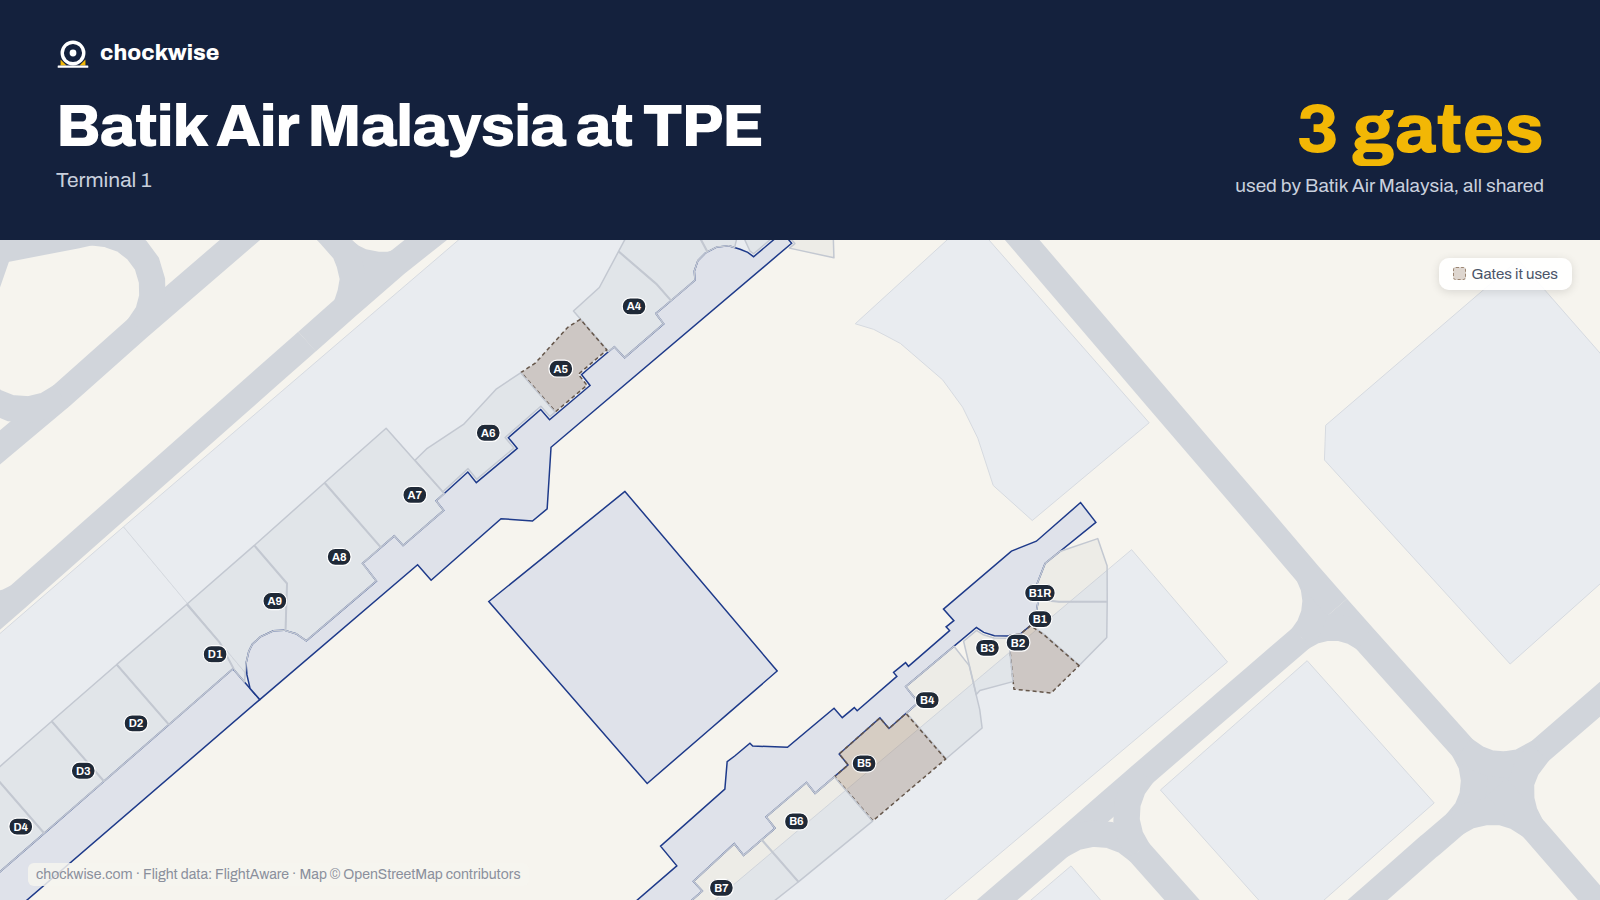 chockwise
Batik Air Malaysia at TPE
Terminal 1
3 gates
used by Batik Air Malaysia, all shared
Gates it uses
A4
A5
A6
A7
A8
A9
D1
D2
D3
D4
B1R
B1
B2
B3
B4
B5
B6
B7
chockwise.com · Flight data: FlightAware · Map © OpenStreetMap contributors